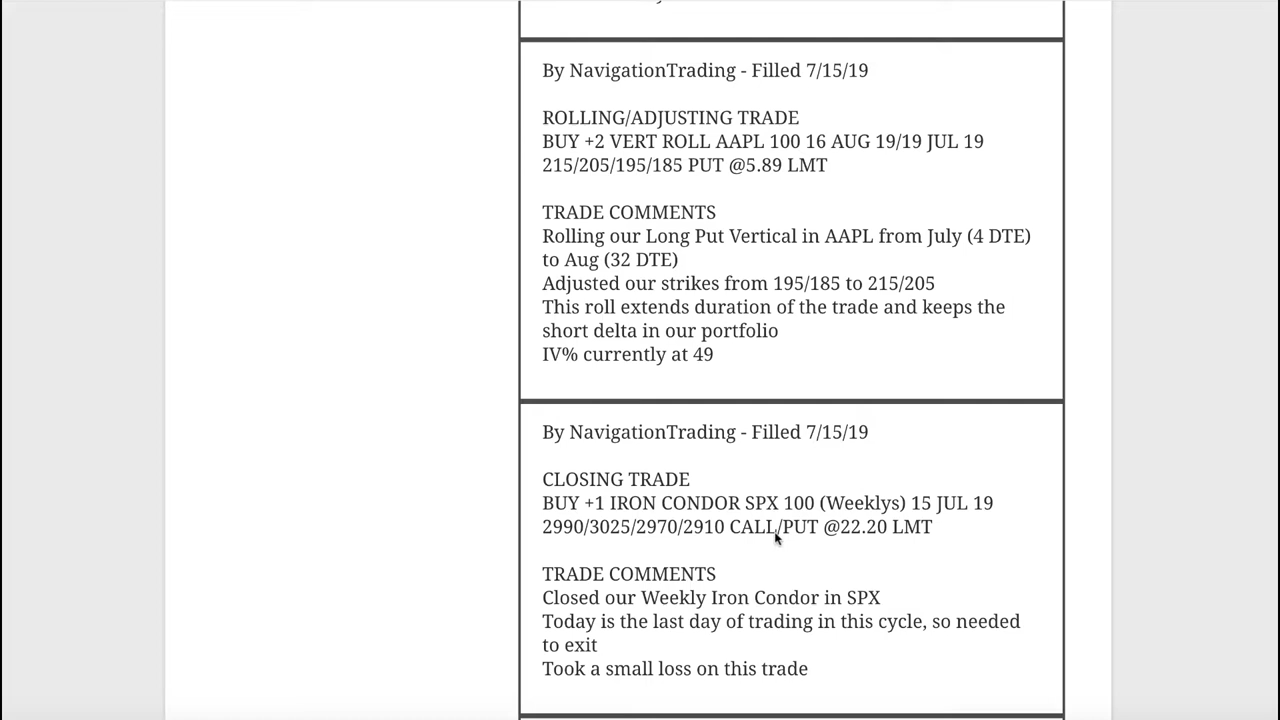 By NavigationTrading - Filled 7/15/19
ROLLING/ADJUSTING TRADE
BUY +2 VERT ROLL AAPL 100 16 AUG 19/19 JUL 19
215/205/195/185 PUT @5.89 LMT
TRADE COMMENTS
Rolling our Long Put Vertical in AAPL from July (4 DTE)
to Aug (32 DTE)
Adjusted our strikes from 195/185 to 215/205
This roll extends duration of the trade and keeps the
short delta in our portfolio
IV% currently at 49
By NavigationTrading - Filled 7/15/19
CLOSING TRADE
BUY +1 IRON CONDOR SPX 100 (Weeklys) 15 JUL 19
2990/3025/2970/2910 CALL/PUT @22.20 LMT
TRADE COMMENTS
Closed our Weekly Iron Condor in SPX
Today is the last day of trading in this cycle, so needed
to exit
Took a small loss on this trade